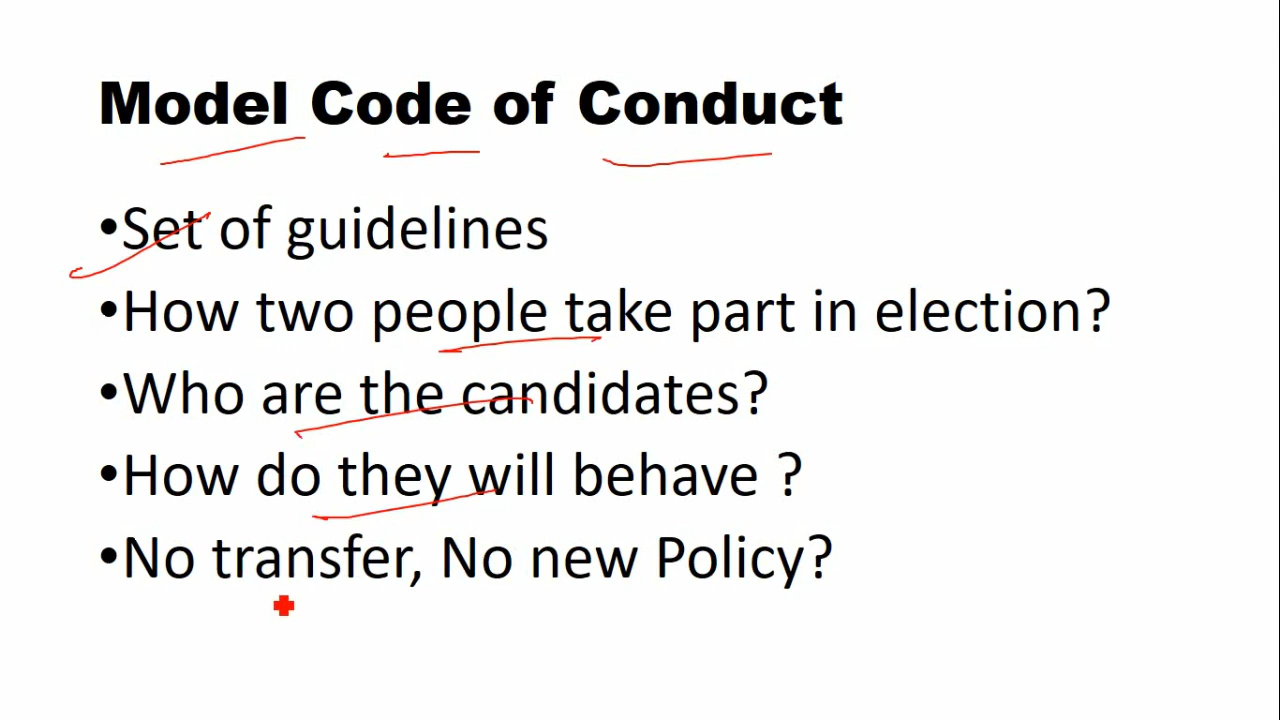 Model Code of Conduct
•Set of guidelines
•How two people take part in election?
•Who are the candidates?
•How do they will behave ?
•No transfer, No new Policy?